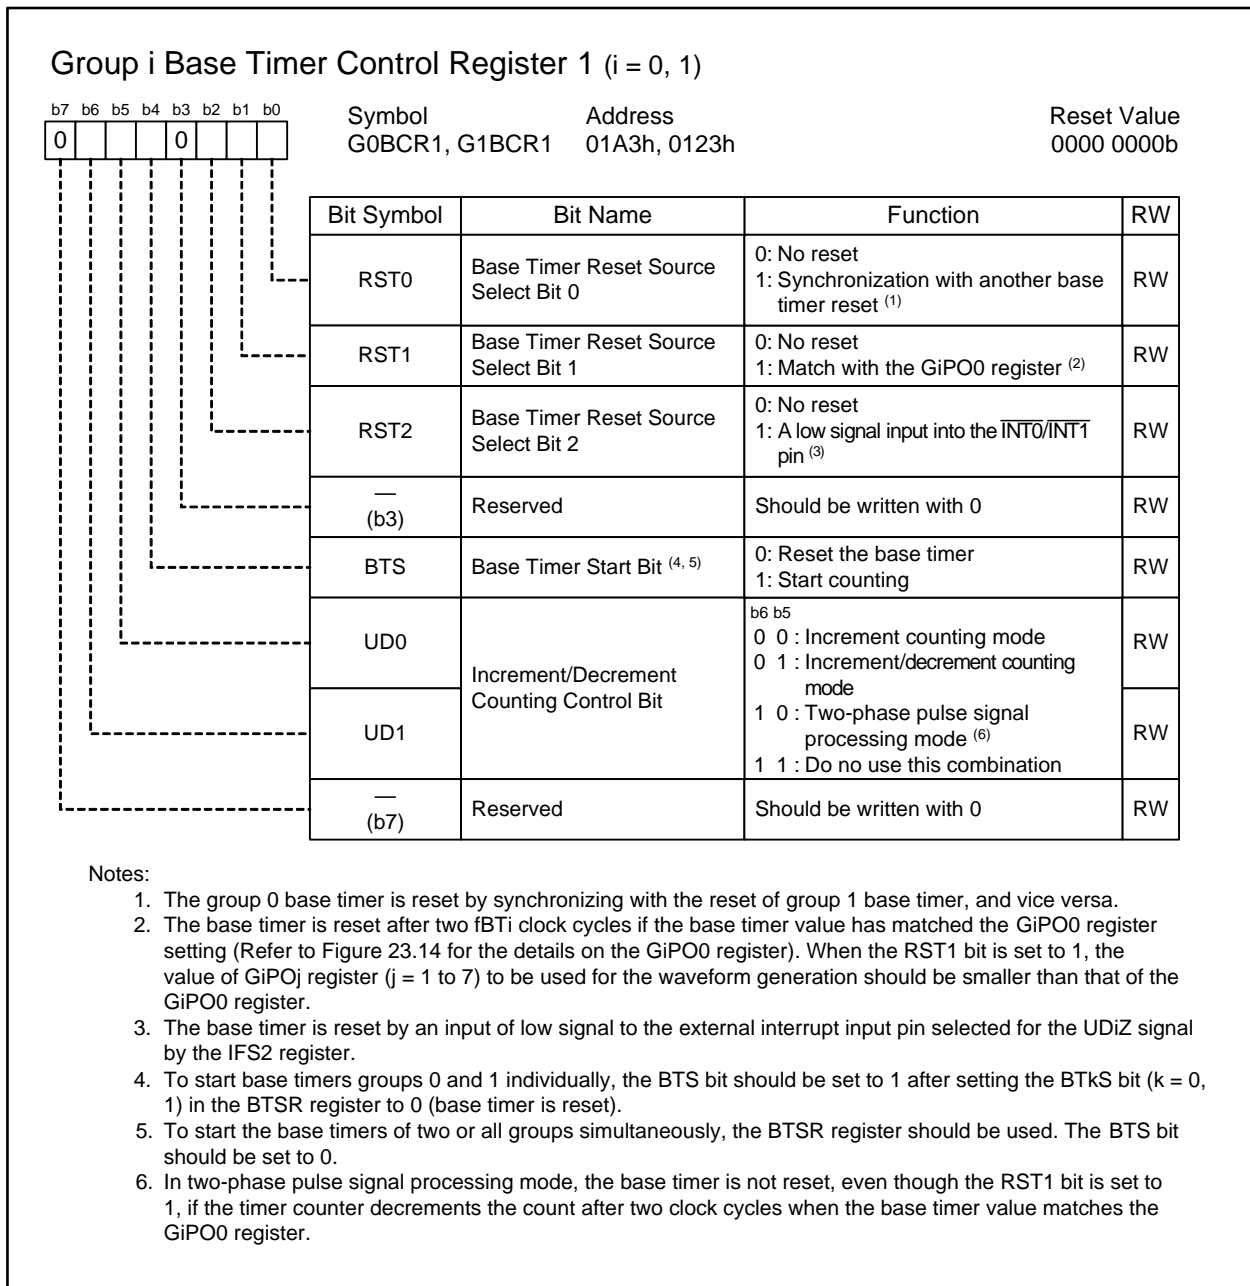 Group i Base Timer Control Register 1 (i = 0, 1)
b7 b6 b5 b4 b3 b2 b1 b0
0 0
Symbol Address Reset Value
G0BCR1, G1BCR1 01A3h, 0123h 0000 0000b
Bit Symbol Bit Name Function RW
RST0
Base Timer Reset Source
Select Bit 0
0: No reset
1: Synchronization with another base
timer reset (1)
RW
RST1
Base Timer Reset Source
Select Bit 1
0: No reset
1: Match with the GiPO0 register (2)
RW
RST2
Base Timer Reset Source
Select Bit 2
0: No reset
1: A low signal input into the INT0/INT1
pin (3)
RW
—
(b3)
Reserved
Should be written with 0
RW
BTS
Base Timer Start Bit (4, 5)
0: Reset the base timer
1: Start counting
RW
UD0
Increment/Decrement
Counting Control Bit
b6 b5
0 0 : Increment counting mode
0 1 : Increment/decrement counting
mode
1 0 : Two-phase pulse signal
processing mode (6)
1 1 : Do no use this combination
RW
UD1
RW
—
(b7)
Reserved
Should be written with 0
RW
Notes:
1. The group 0 base timer is reset by synchronizing with the reset of group 1 base timer, and vice versa.
2. The base timer is reset after two fBTi clock cycles if the base timer value has matched the GiPO0 register
setting (Refer to Figure 23.14 for the details on the GiPO0 register). When the RST1 bit is set to 1, the
value of GiPOj register (j = 1 to 7) to be used for the waveform generation should be smaller than that of the
GiPO0 register.
3. The base timer is reset by an input of low signal to the external interrupt input pin selected for the UDiZ signal
by the IFS2 register.
4. To start base timers groups 0 and 1 individually, the BTS bit should be set to 1 after setting the BTkS bit (k = 0,
1) in the BTSR register to 0 (base timer is reset).
5. To start the base timers of two or all groups simultaneously, the BTSR register should be used. The BTS bit
should be set to 0.
6. In two-phase pulse signal processing mode, the base timer is not reset, even though the RST1 bit is set to
1, if the timer counter decrements the count after two clock cycles when the base timer value matches the
GiPO0 register.